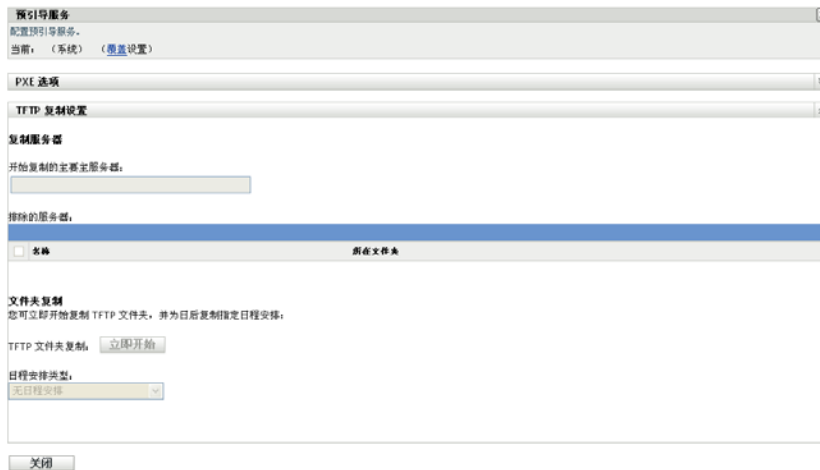 预引导服务
配置预引导服务。
当前： （系统） （覆盖设置）
PXE 选项
TFTP 复制设置
复制服务器
开始复制的主要主服务器：
排除的服务器：
名称 所在文件夹
文件夹复制
您可立即开始复制 TFTP 文件夹，并为日后复制指定日程安排：
TFTP 文件夹复制： 立即开始
日程安排类型：
无日程安排
关闭